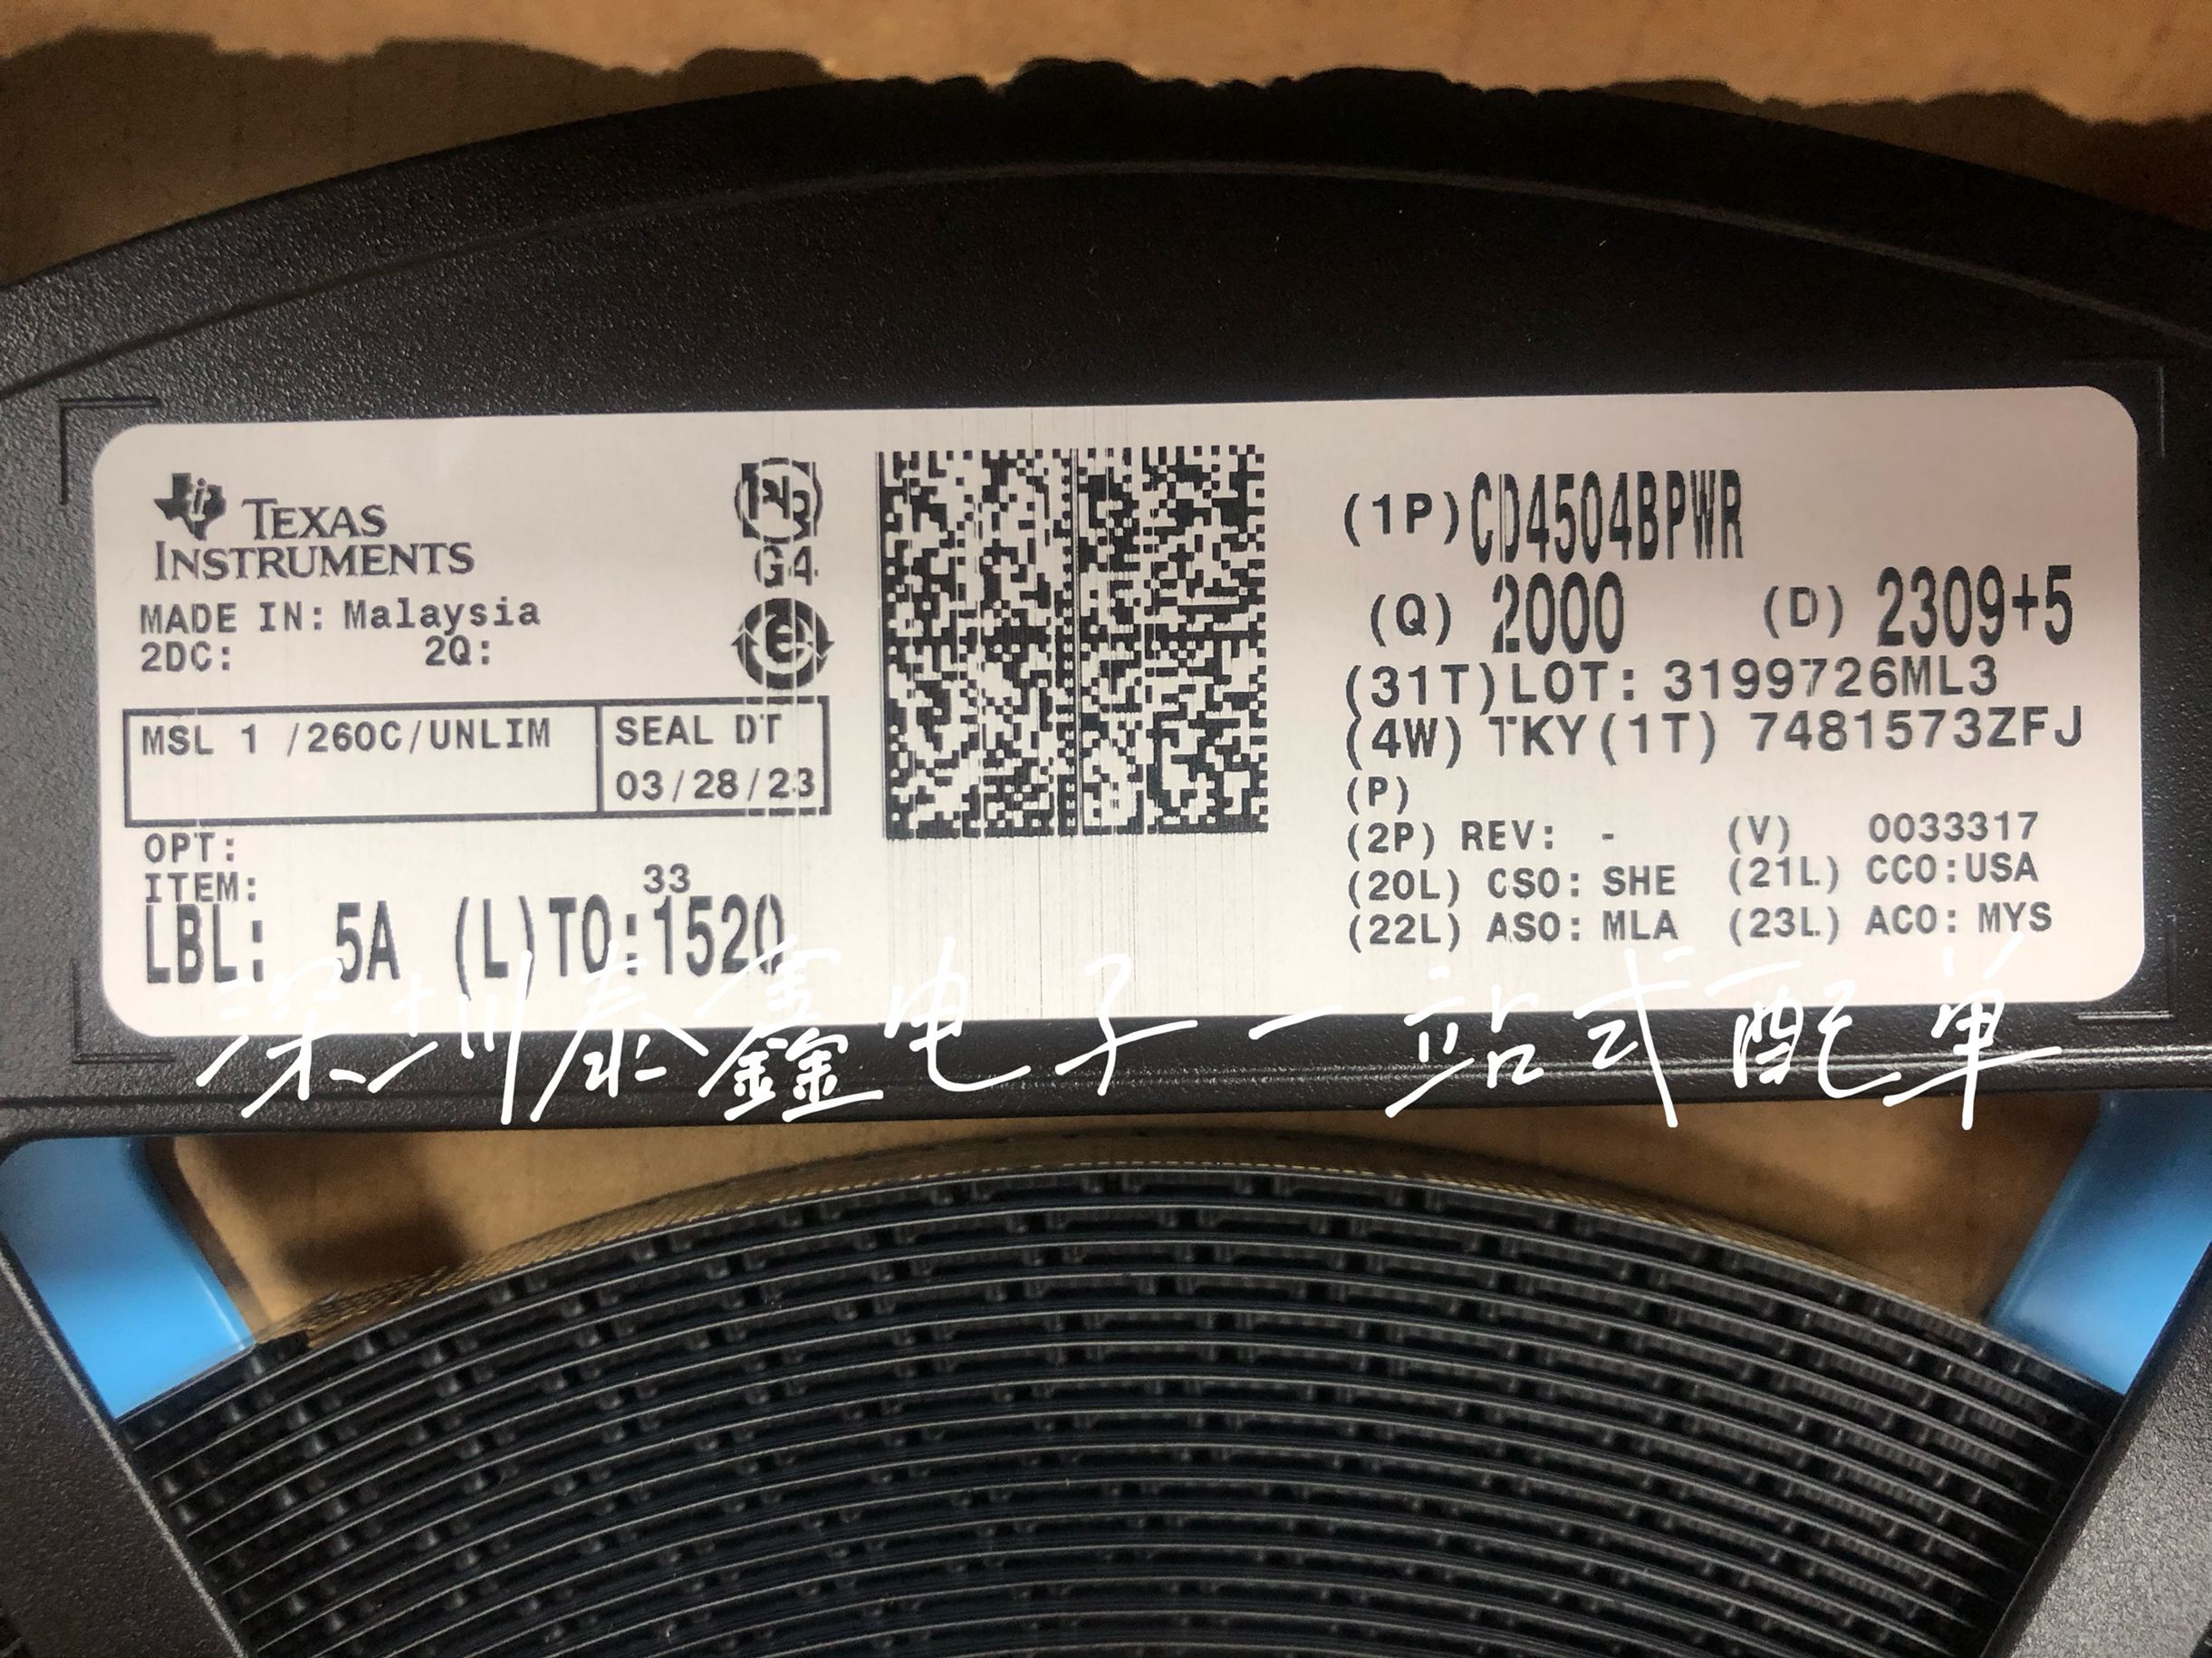 TEXAS
INSTRUMENTS
MADE IN: Malaysia
2DC: 2Q:
G4
MSL 1 /260C/UNLIM
SEAL DT
03/28/23
OPT:
ITEM:
33
LBL: 5A (L)TO:1520
(1P)CD4504BPWR
(Q) 2000 (D) 2309+5
(31T)LOT: 3199726ML3
(4W) TKY(1T) 7481573ZFJ
(P)
(2P) REV: - (V) 0033317
(20L) CSO: SHE (21L) CCO:USA
(22L) ASO: MLA (23L) ACO: MYS
深圳泰鑫电子一站式配单